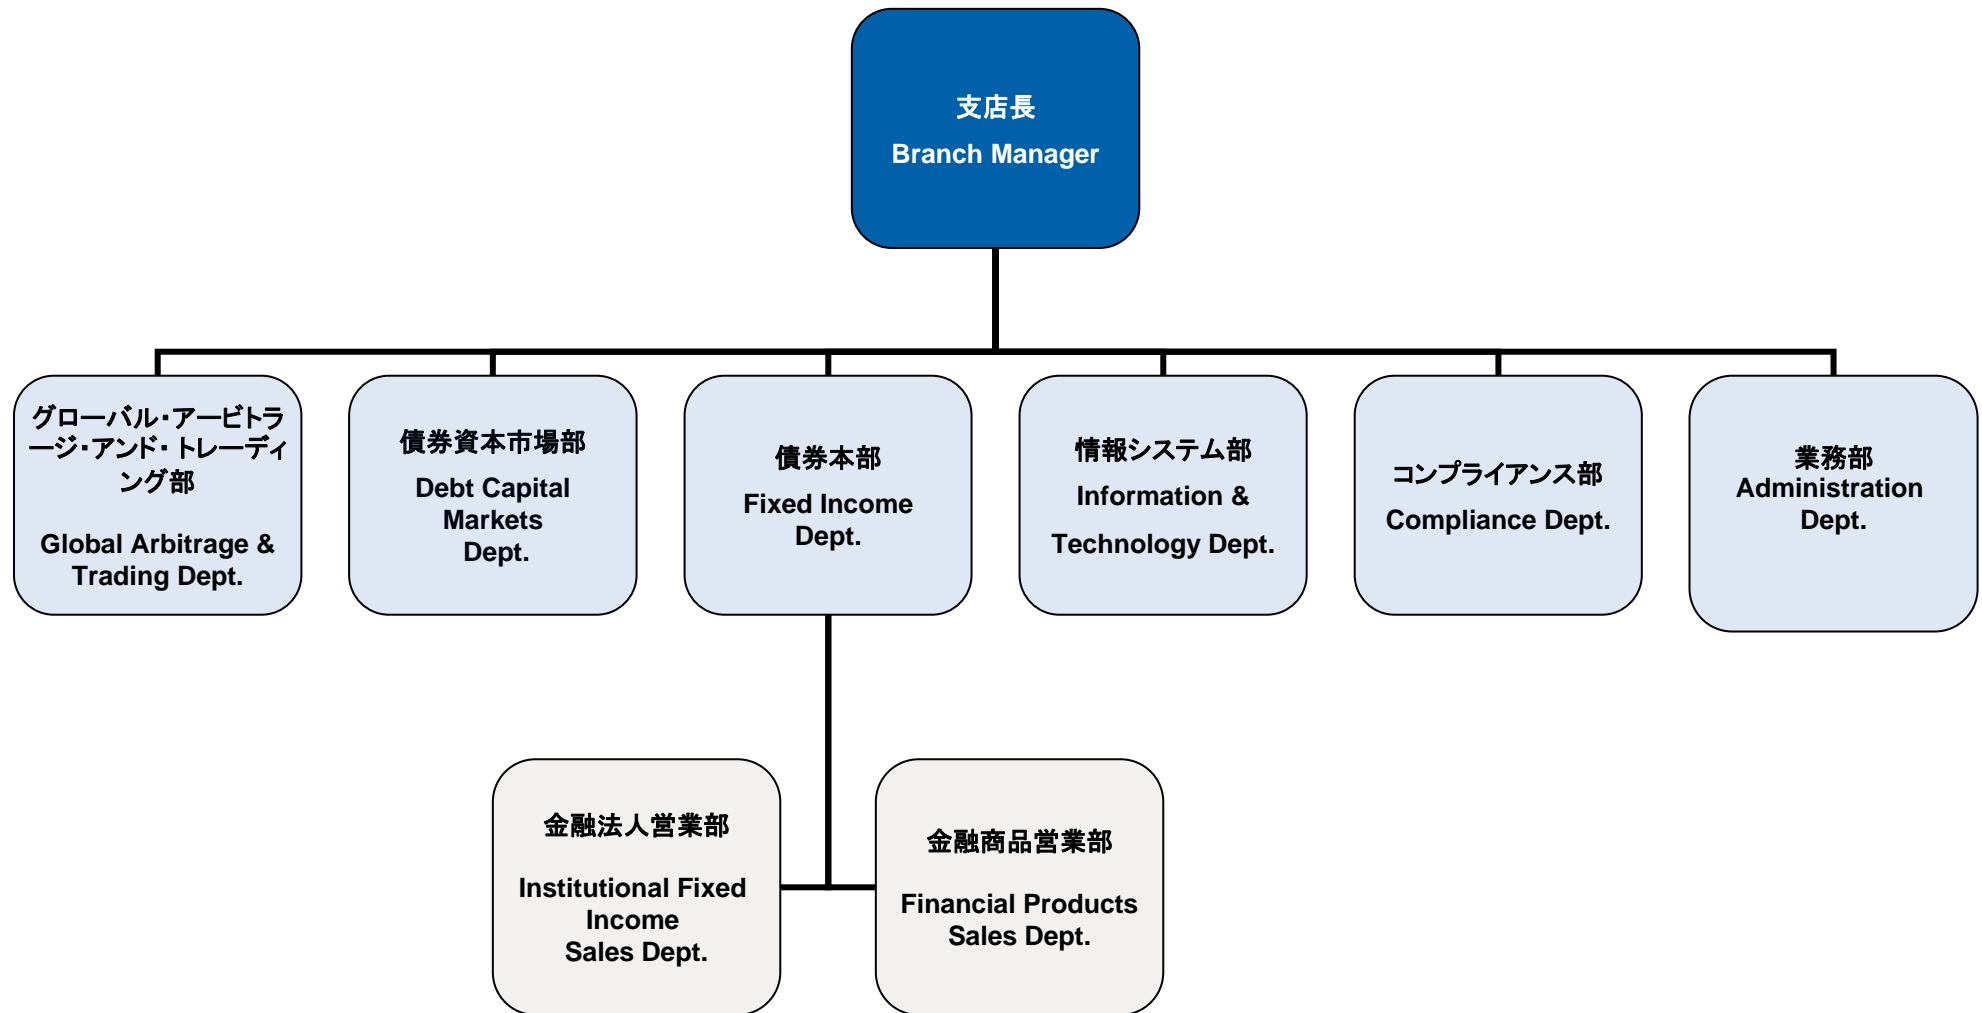 支店長
Branch Manager
グローバル・アービトラ
ージ・アンド・トレーディ
ング部
Global Arbitrage &
Trading Dept.
債券資本市場部
Debt Capital
Markets
Dept.
債券本部
Fixed Income
Dept.
情報システム部
Information &
Technology Dept.
コンプライアンス部
Compliance Dept.
業務部
Administration
Dept.
金融法人営業部
Institutional Fixed
Income
Sales Dept.
金融商品営業部
Financial Products
Sales Dept.